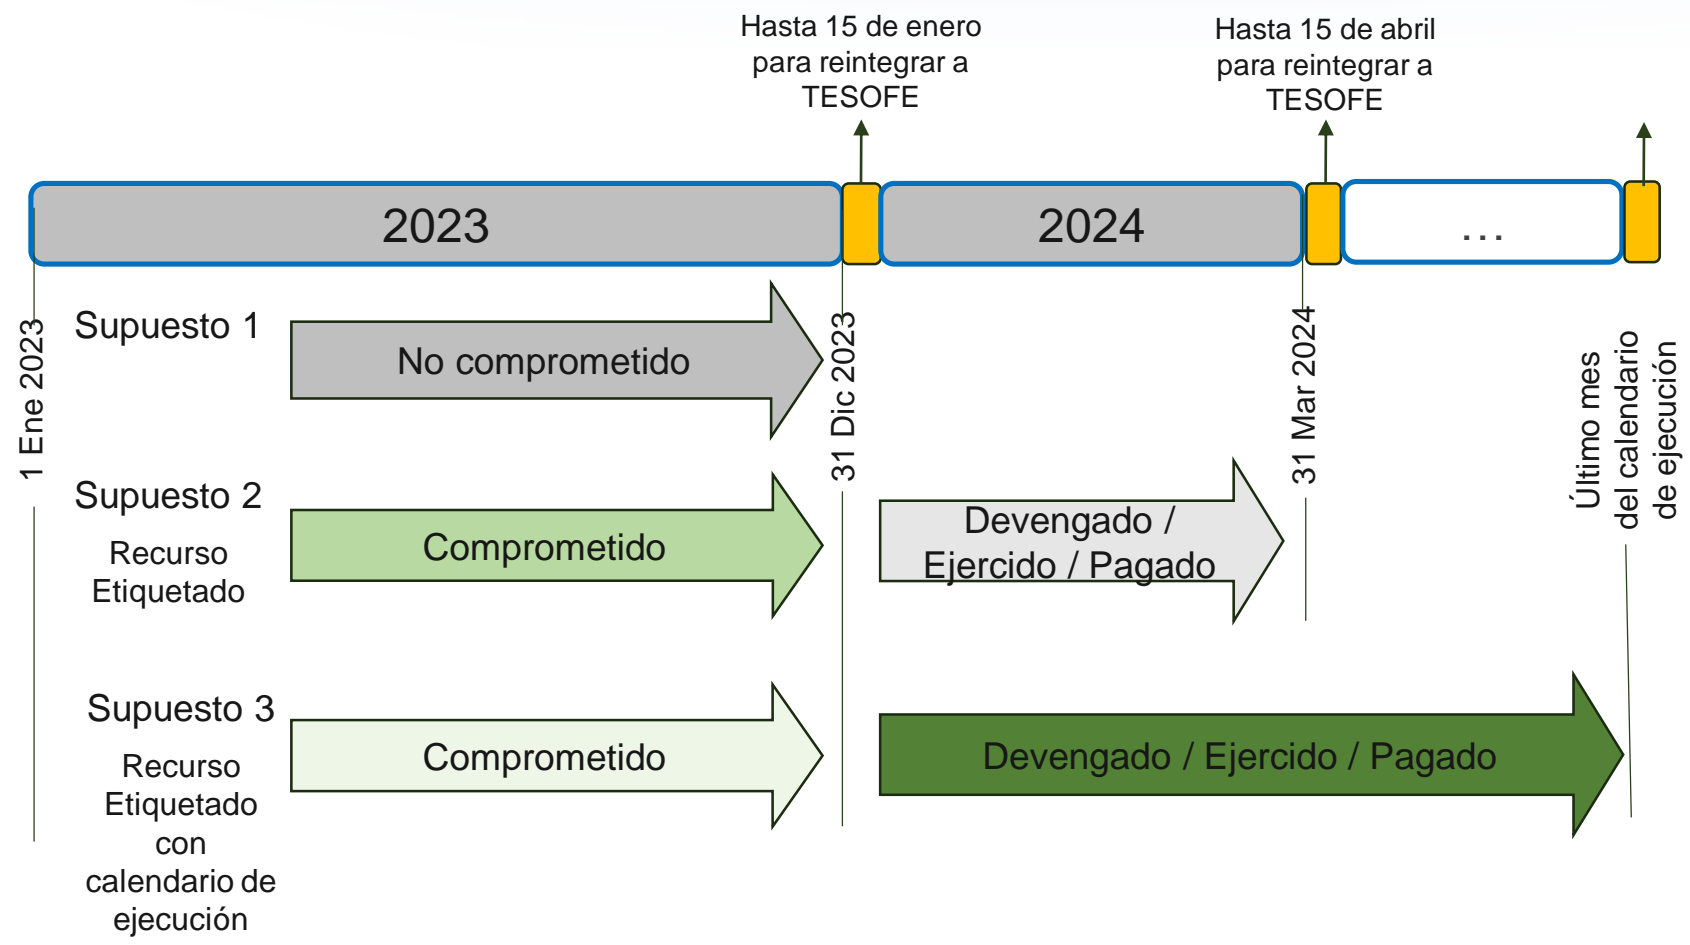 Hasta 15 de enero
para reintegrar a
TESOFE
Hasta 15 de abril
para reintegrar a
TESOFE
2023
2024
...
1 Ene 2023
31 Dic 2023
31 Mar 2024
Último mes
del calendario
de ejecución
Supuesto 1
No comprometido
Supuesto 2
Recurso
Etiquetado
Comprometido
Devengado /
Ejercido / Pagado
Supuesto 3
Recurso
Etiquetado
con
calendario de
ejecución
Comprometido
Devengado / Ejercido / Pagado